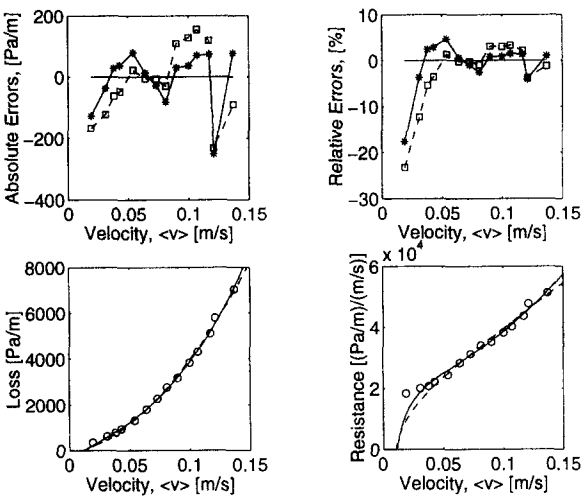 200
0
−200
−400
0 0.05 0.1 0.15
Absolute Errors, [Pa/m]
Velocity, <v> [m/s]
10
0
−10
−20
−30
0 0.05 0.1 0.15
Relative Errors, [%]
Velocity, <v> [m/s]
8000
6000
4000
2000
0
0 0.05 0.1 0.15
Loss [Pa/m]
Velocity, <v> [m/s]
x 10⁴
6
4
2
0
0 0.05 0.1 0.15
Resistance [(Pa/m)/(m/s)]
Velocity, <v> [m/s]